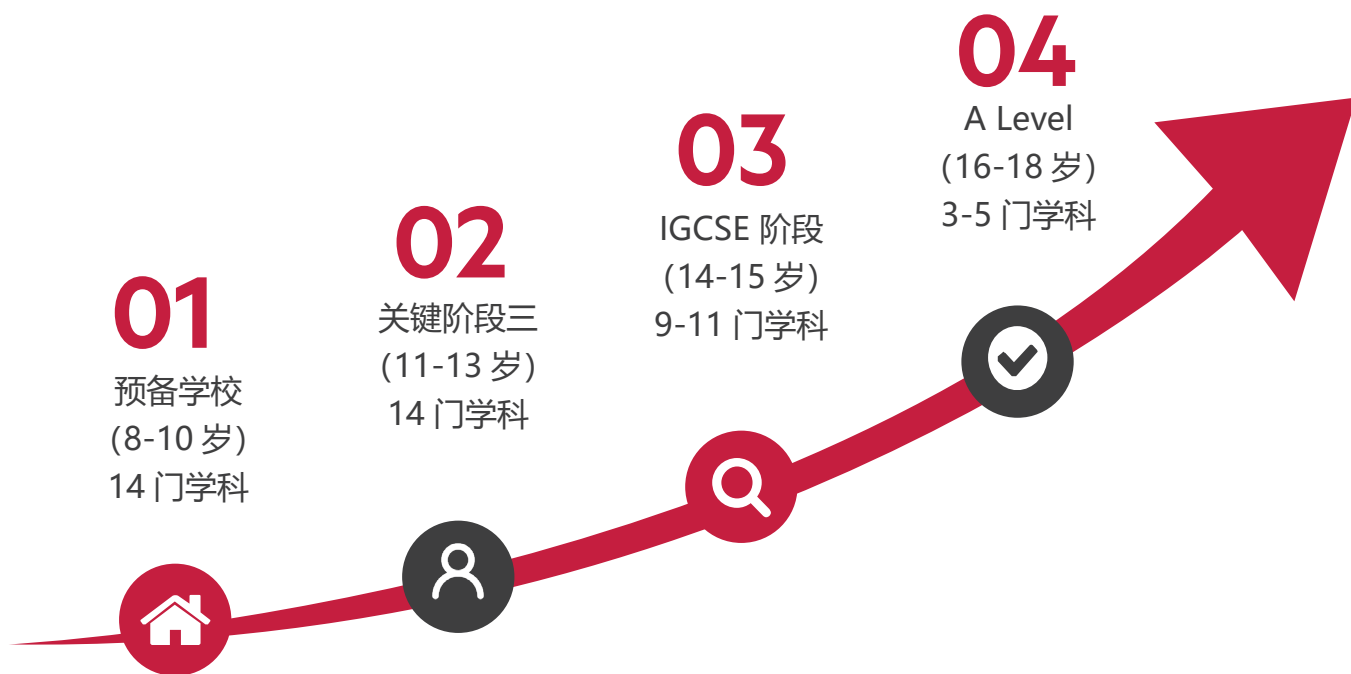 01
预备学校
(8-10 岁)
14 门学科
02
关键阶段三
(11-13 岁)
14 门学科
03
IGCSE 阶段
(14-15 岁)
9-11 门学科
04
A Level
(16-18 岁)
3-5 门学科